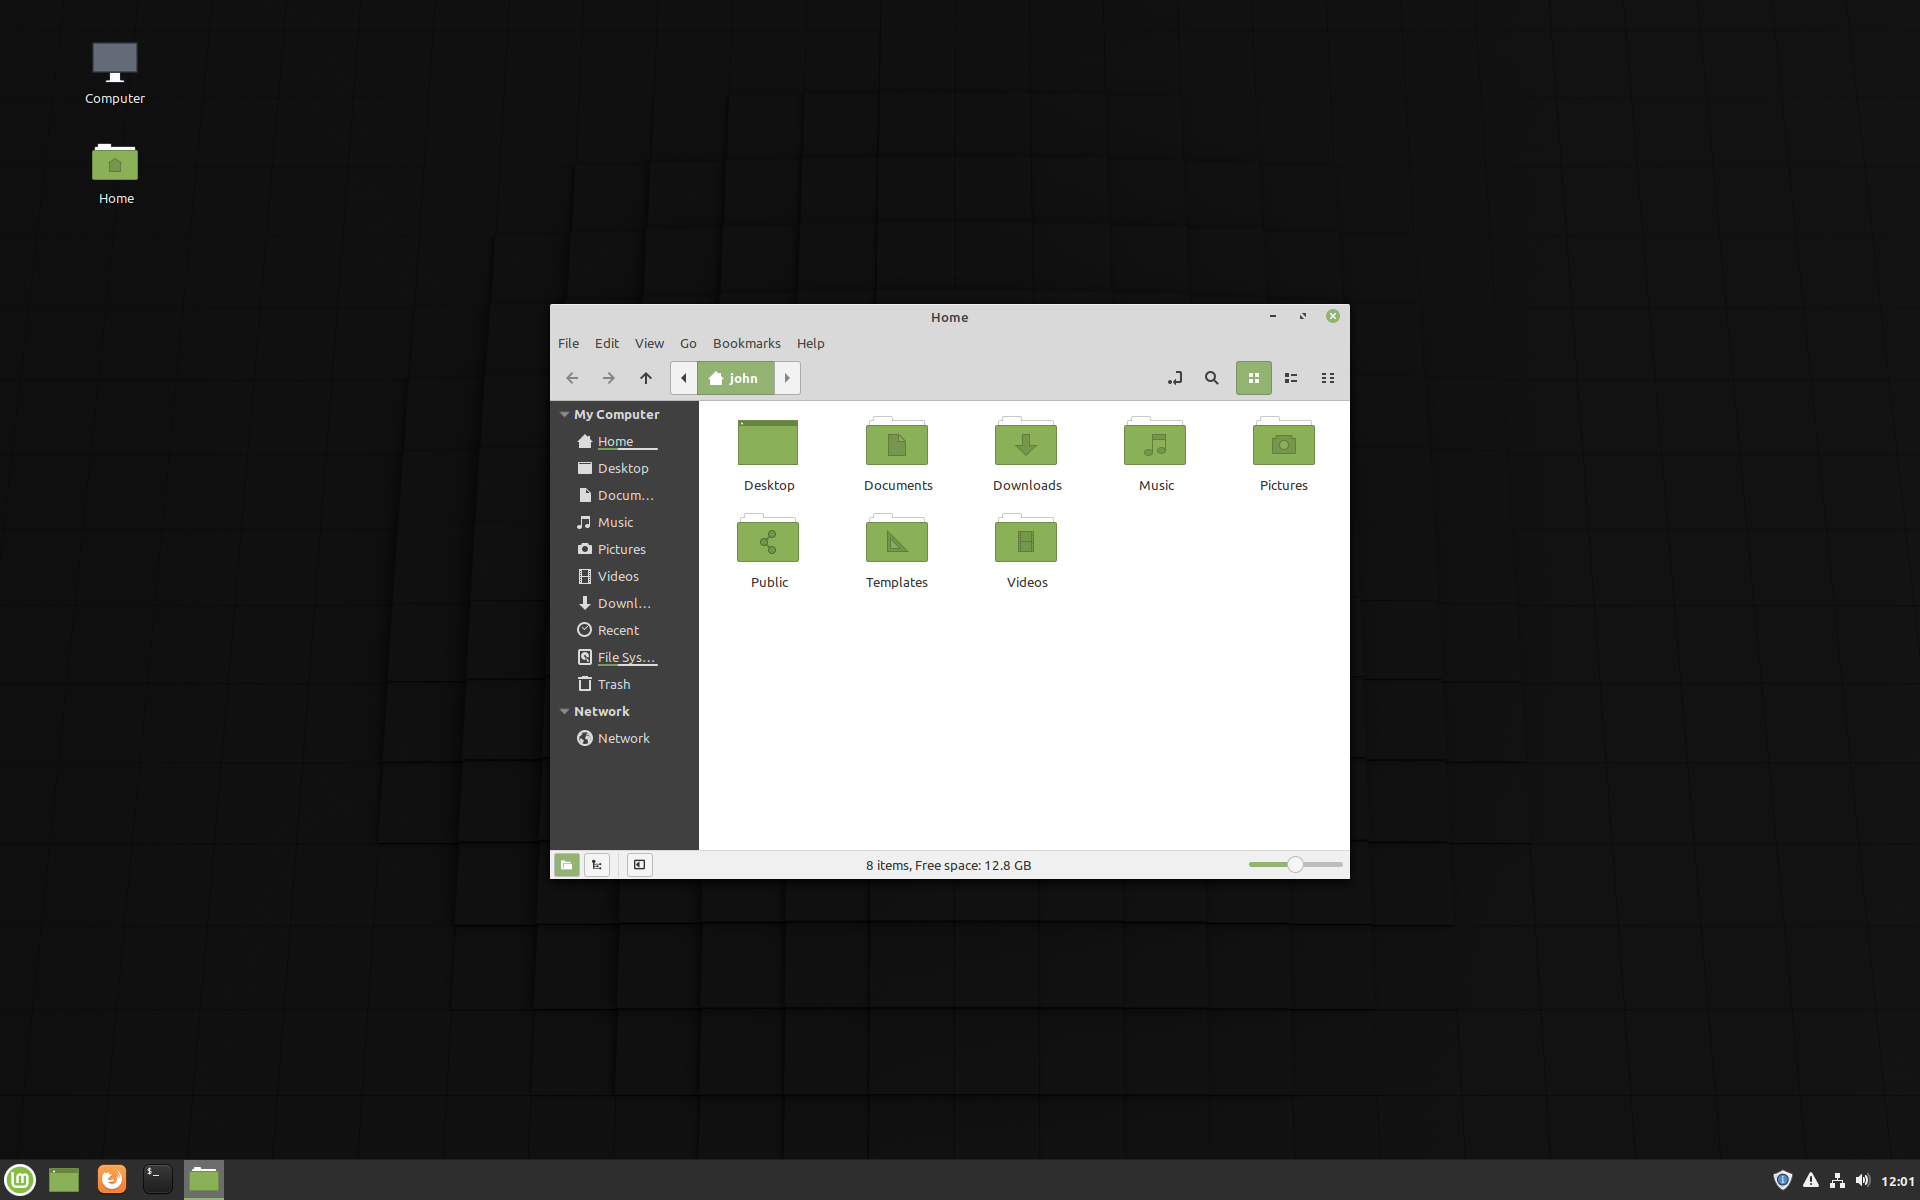 Computer
Home
Home
File Edit View Go Bookmarks Help
john
My Computer
Home
Desktop
Docum…
Music
Pictures
Videos
Downl…
Recent
File Sys…
Trash
Network
Network
Desktop Documents Downloads Music Pictures
Public Templates Videos
8 items, Free space: 12.8 GB
$_
12:01